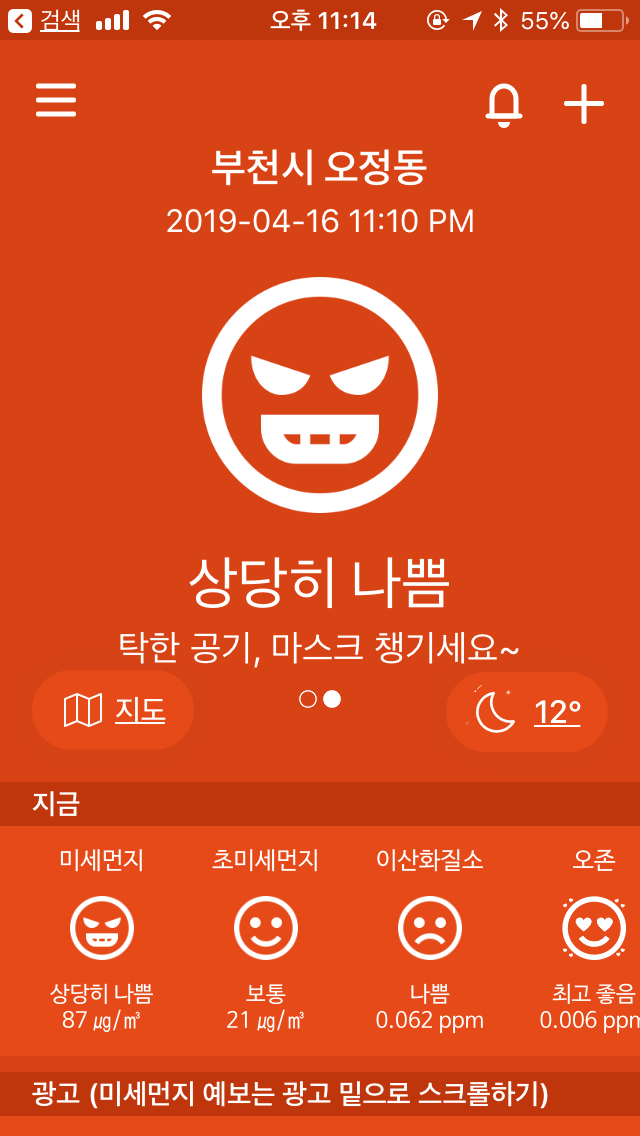 검색 오후 11:14 55%
부천시 오정동
2019-04-16 11:10 PM
상당히 나쁨
탁한 공기, 마스크 챙기세요~
지도 12°
지금
미세먼지 초미세먼지 이산화질소 오존
상당히 나쁨 보통 나쁨 최고 좋음
87 ㎍/㎥ 21 ㎍/㎥ 0.062 ppm 0.006 ppm
광고 (미세먼지 예보는 광고 밑으로 스크롤하기)